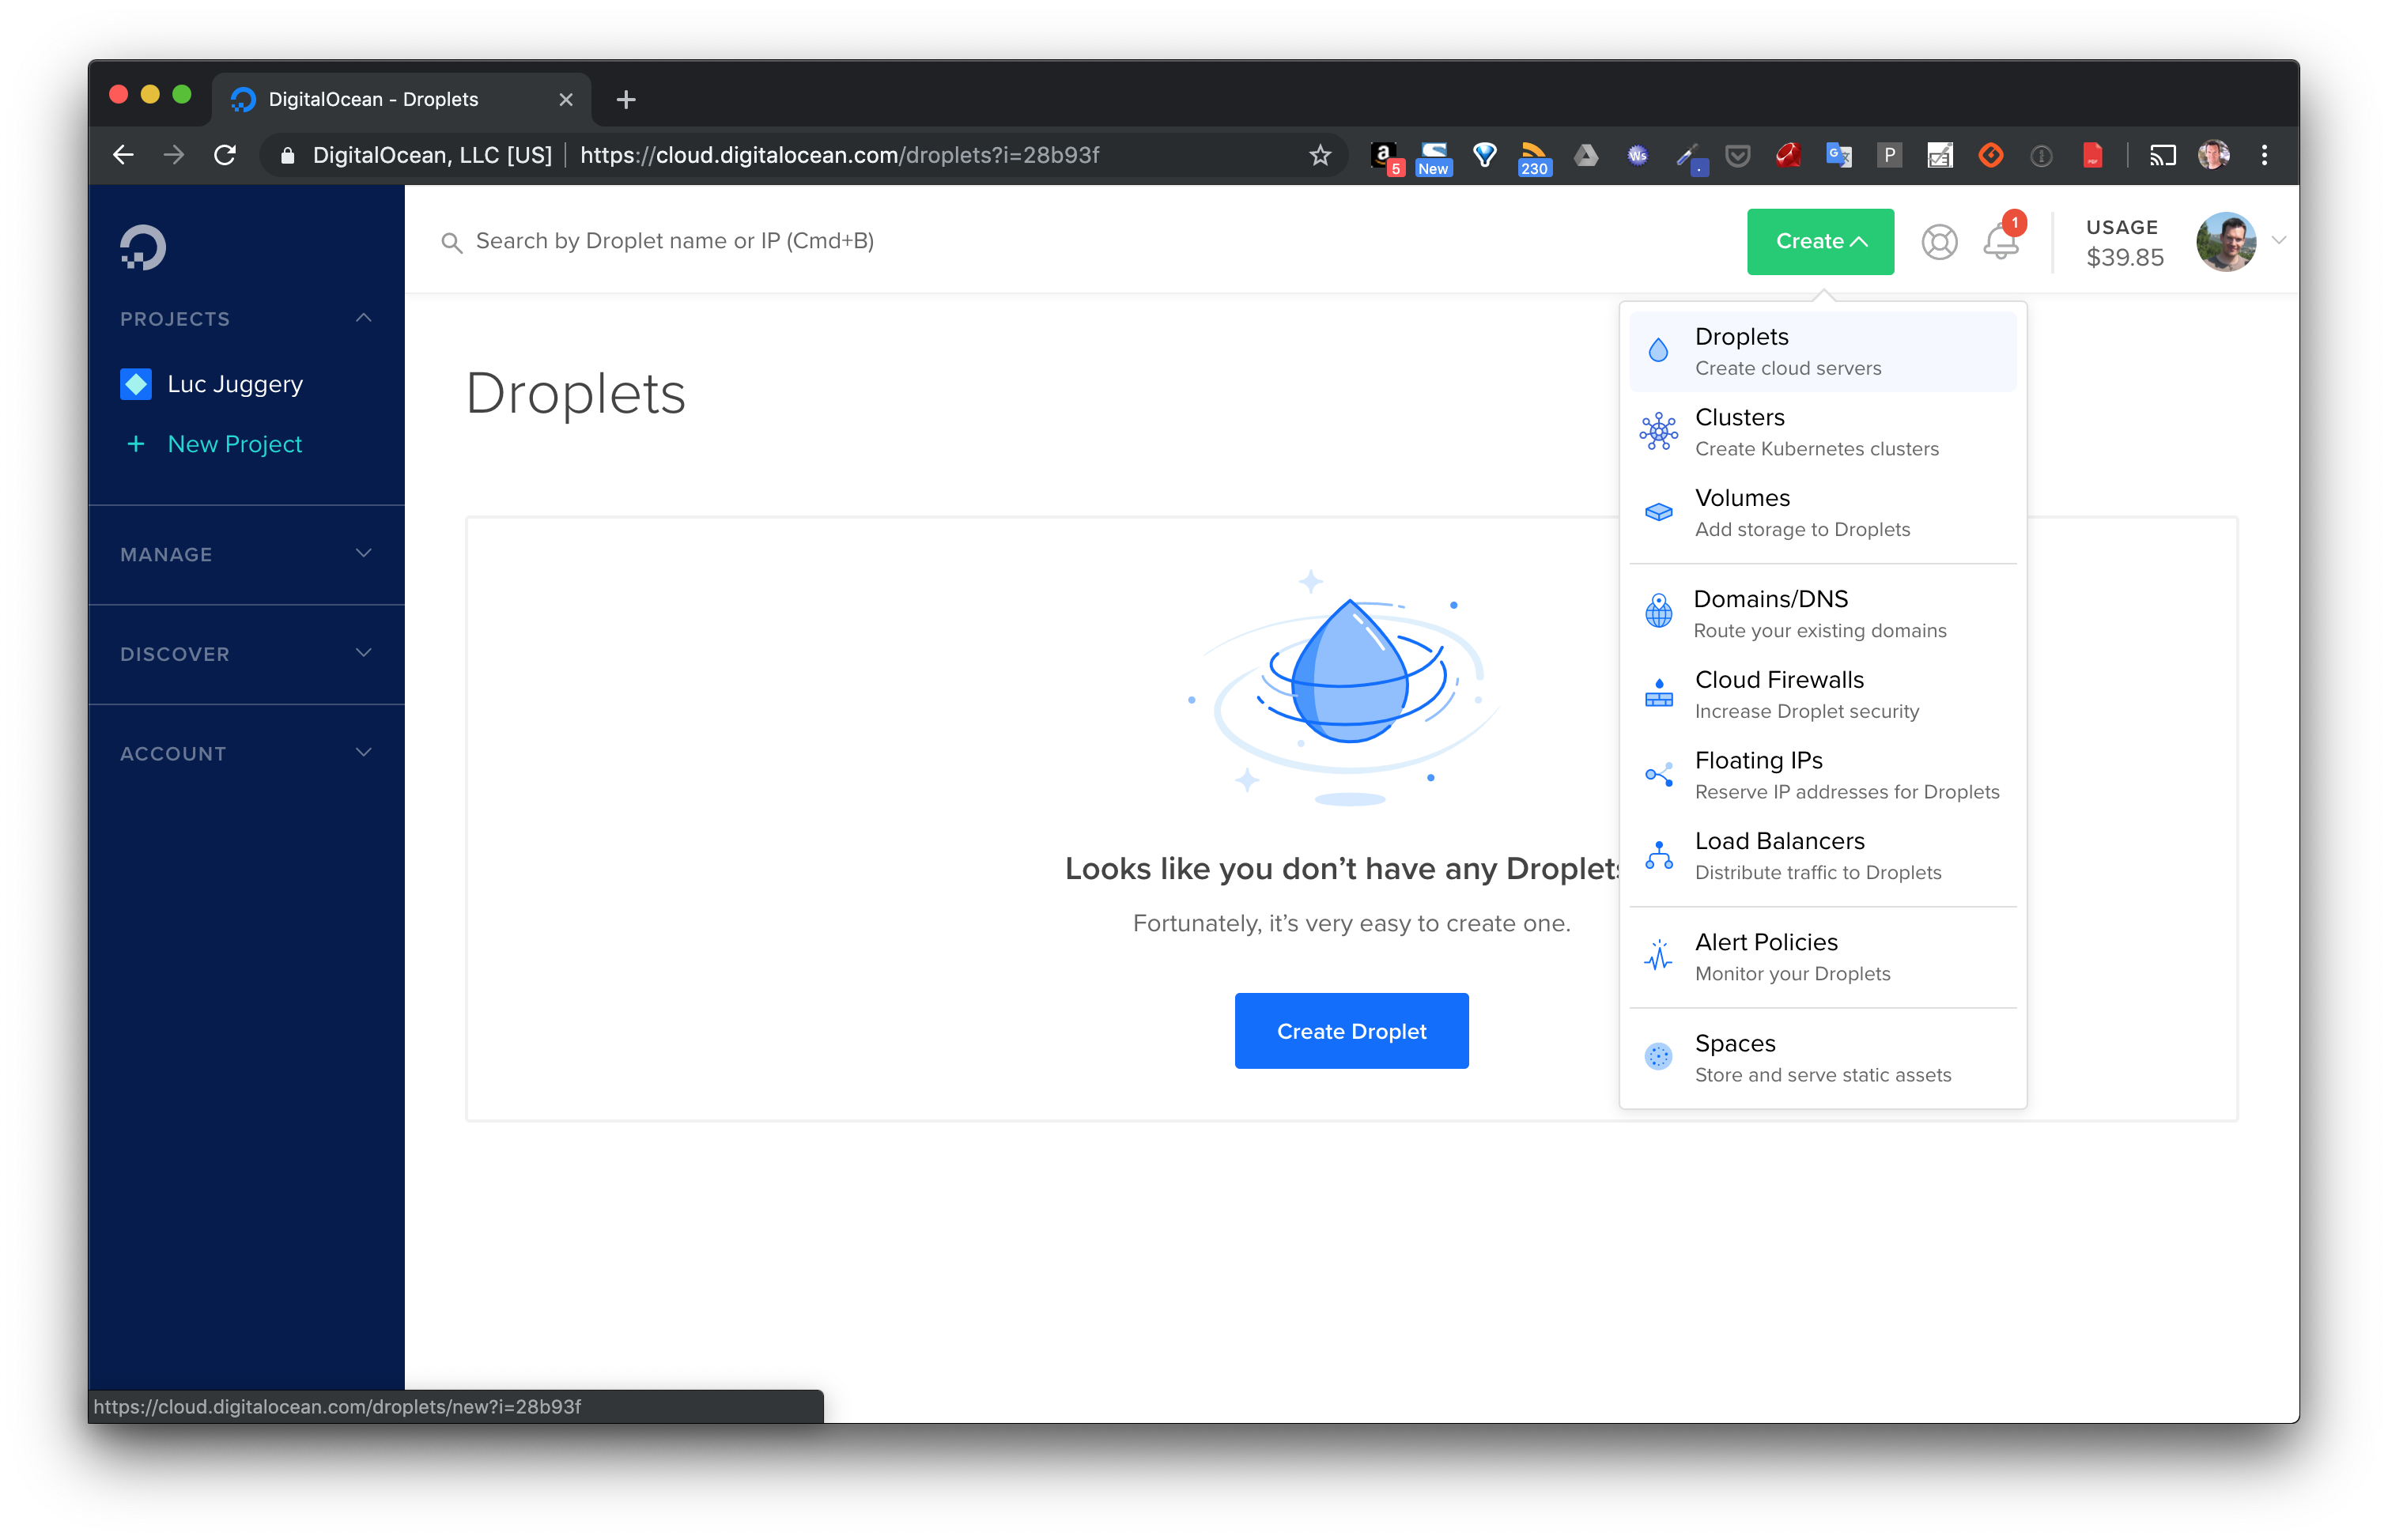 DigitalOcean - Droplets
DigitalOcean, LLC [US]
https://cloud.digitalocean.com/droplets?i=28b93f
5
New
230
Ws
P
Search by Droplet name or IP (Cmd+B)
Create
1
USAGE
$39.85
PROJECTS
Luc Juggery
New Project
MANAGE
DISCOVER
ACCOUNT
Droplets
Looks like you don’t have any Droplets
Fortunately, it’s very easy to create one.
Create Droplet
Droplets
Create cloud servers
Clusters
Create Kubernetes clusters
Volumes
Add storage to Droplets
Domains/DNS
Route your existing domains
Cloud Firewalls
Increase Droplet security
Floating IPs
Reserve IP addresses for Droplets
Load Balancers
Distribute traffic to Droplets
Alert Policies
Monitor your Droplets
Spaces
Store and serve static assets
https://cloud.digitalocean.com/droplets/new?i=28b93f